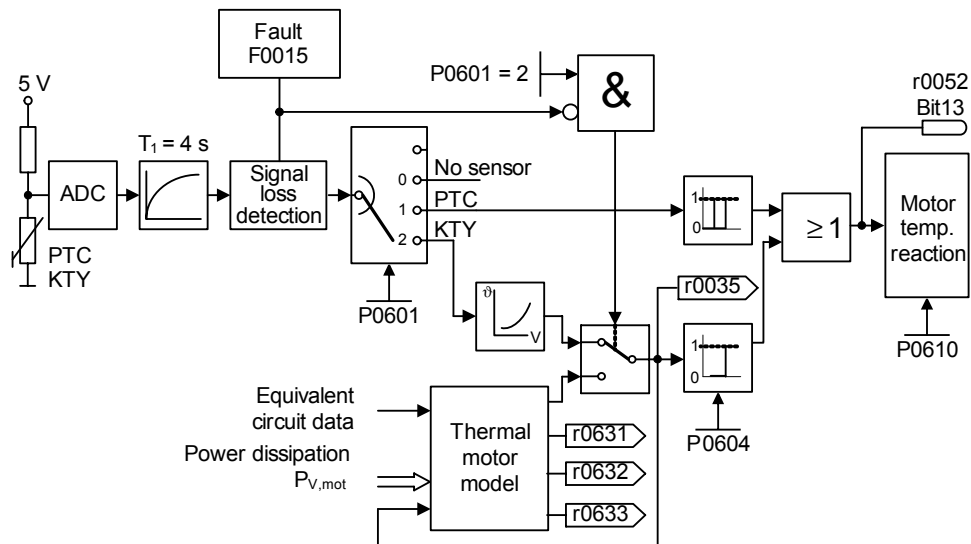 Fault
F0015
5 V
P0601 = 2
&
r0052
Bit13
T₁ = 4 s
ADC
Signal
loss
detection
No sensor
0
PTC
1
KTY
2
1
0
≥ 1
Motor
temp.
reaction
PTC
KTY
P0601
r0035
ϑ
V
1
0
P0610
P0604
Equivalent
circuit data
Power dissipation
P_V,mot
Thermal
motor
model
r0631
r0632
r0633